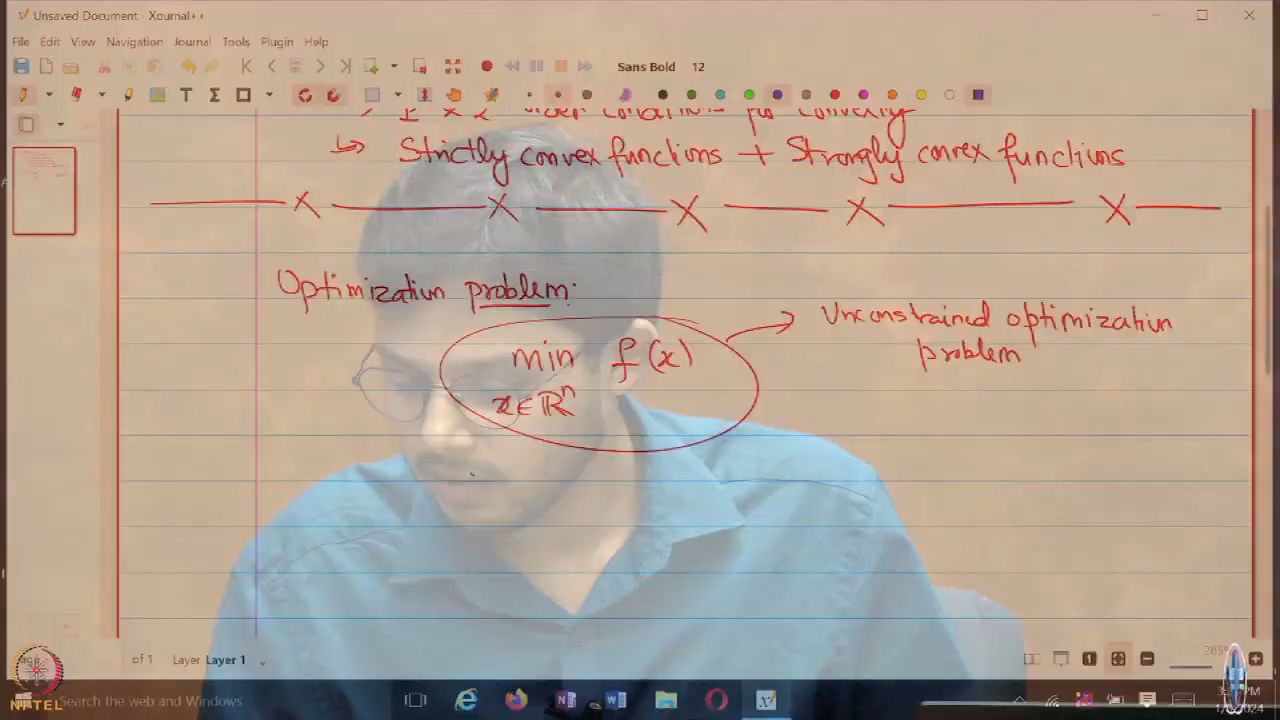 Unsaved Document Xournal++
File Edit View Navigation Journal Tools Plugin Help
Sans Bold 12
↳ Strictly convex functions + Strongly convex functions
Optimization problem:
min f(x)
x∈ℝⁿ
→ Unconstrained optimization
problem
of 1 Layer Layer 1
Search the web and Windows
NPTEL